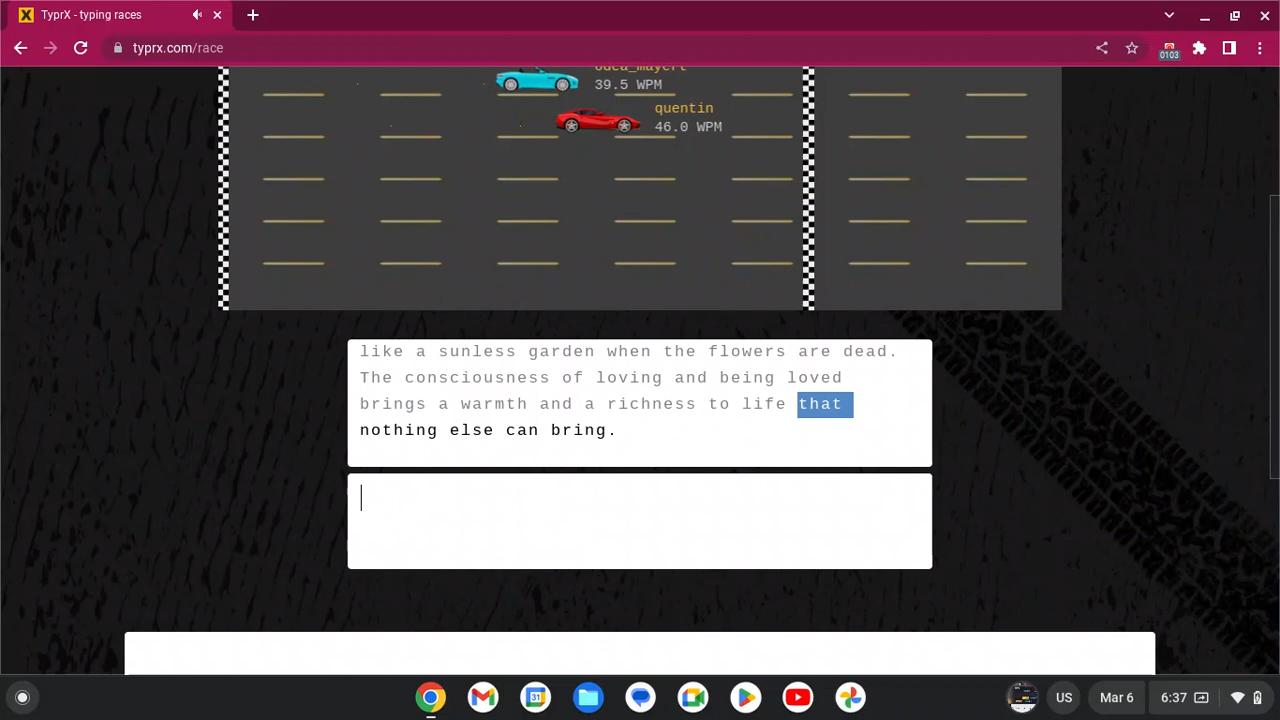 TyprX - typing races
typrx.com/race
0103
39.5 WPM
quentin
46.0 WPM
like a sunless garden when the flowers are dead.
The consciousness of loving and being loved
brings a warmth and a richness to life that
nothing else can bring.
31
US
Mar 6
6:37